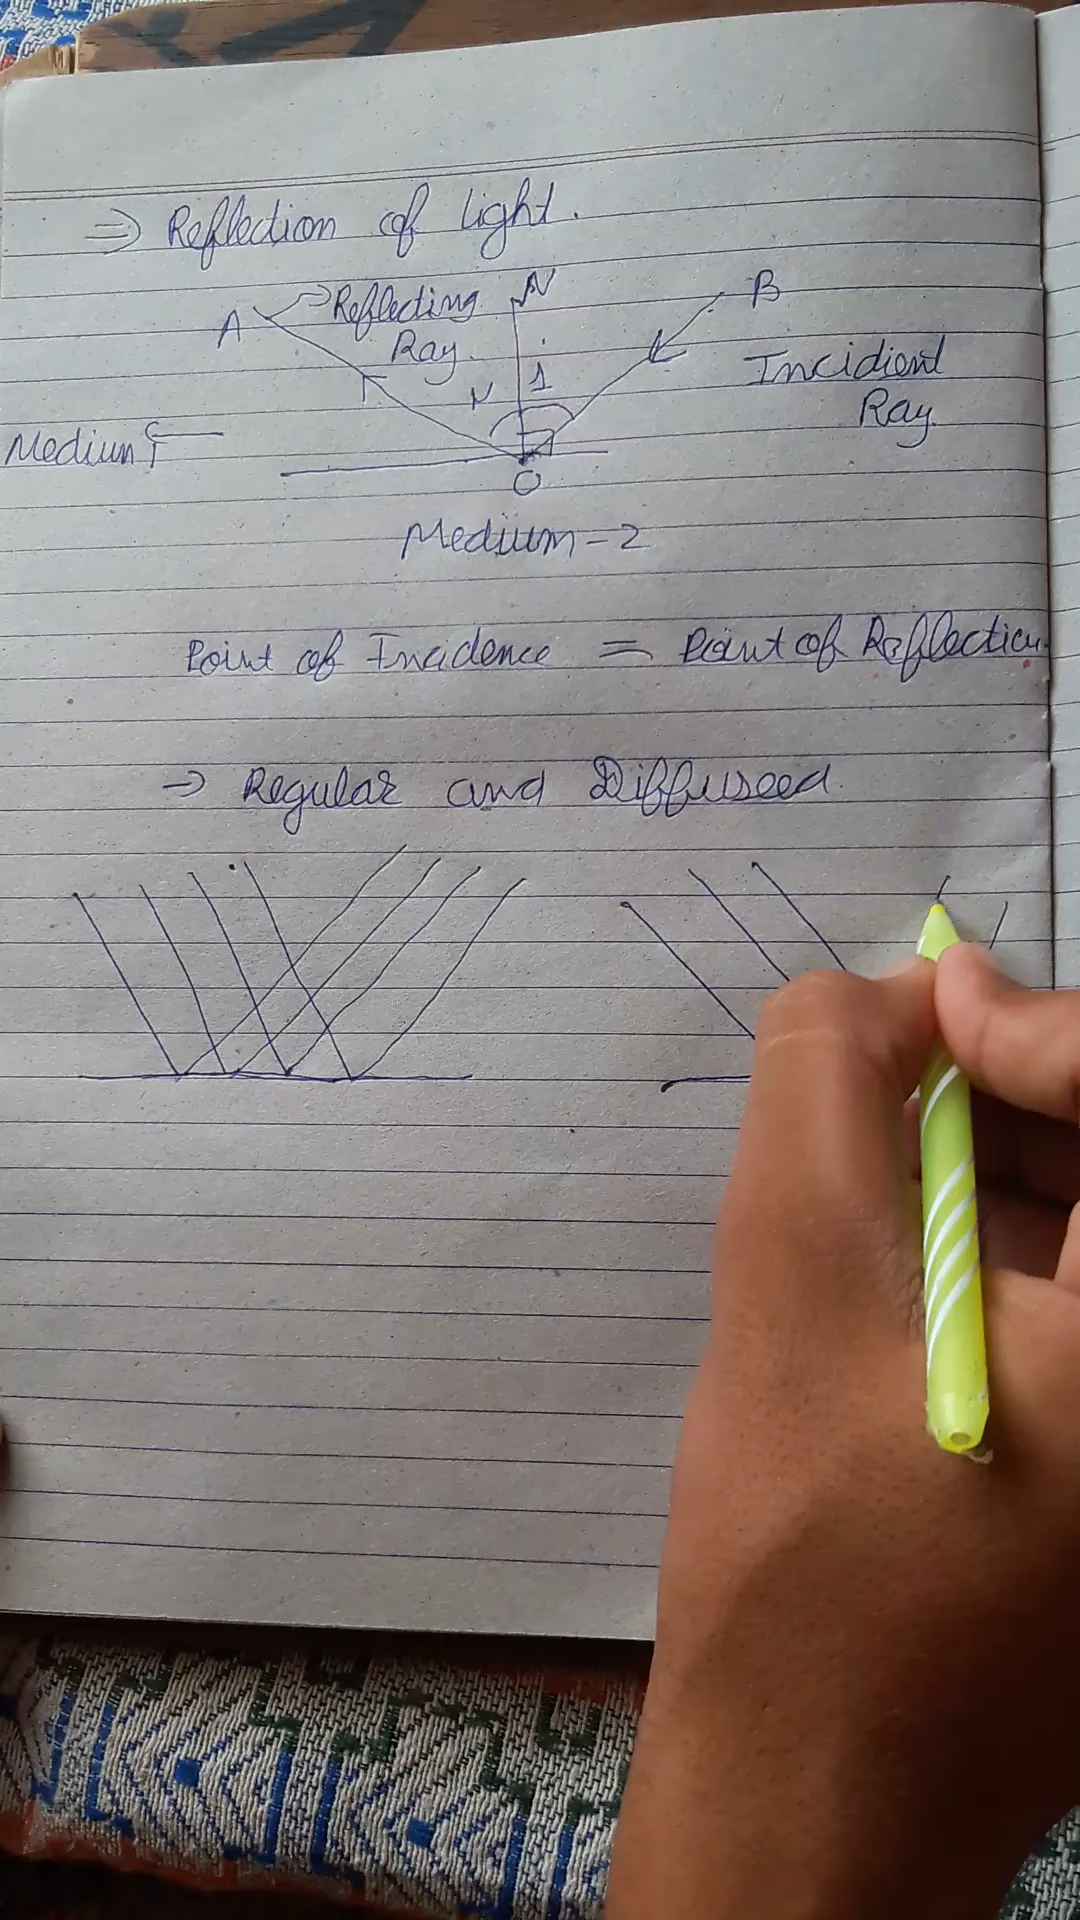 ⇒ Reflection of light.
A → Reflecting N B
Ray. i Incidient
r Ray.
Medium 1
O
Medium-2
Point of Incidence = Point of Reflection.
→ Regular and Diffuseed.